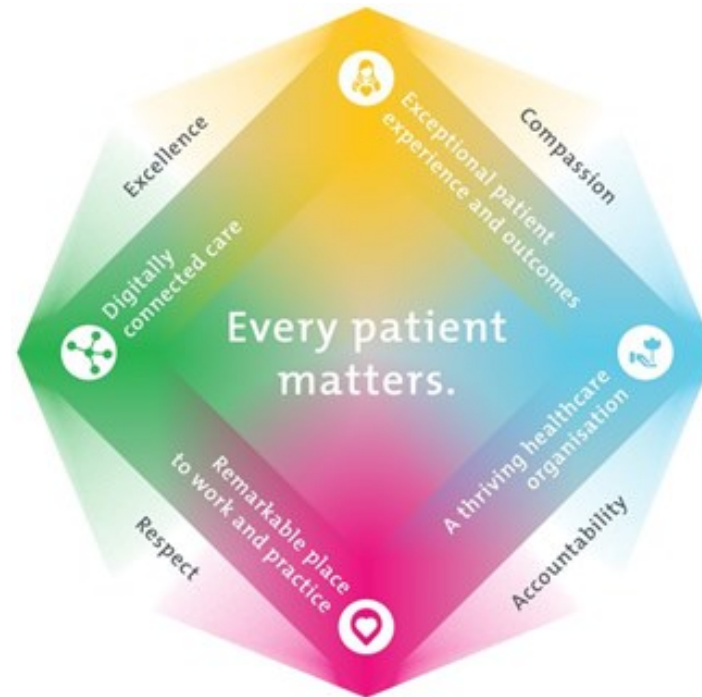 Excellence
Compassion
Exceptional patient
experience and outcomes
Digitally
connected care
Every patient
matters.
A thriving healthcare
organisation
Remarkable place
to work and practice
Respect
Accountability